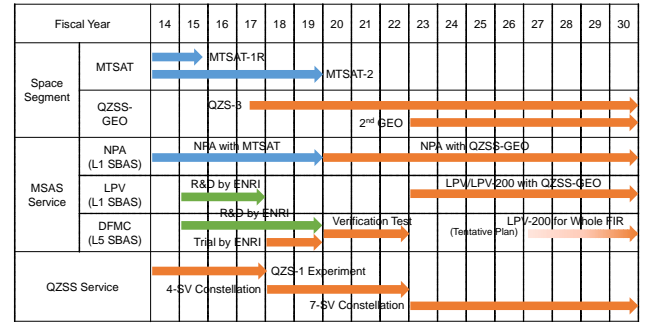 Fiscal Year 14 15 16 17 18 19 20 21 22 23 24 25 26 27 28 29 30
Space
Segment
MTSAT
MTSAT-1R
MTSAT-2
QZSS-
GEO
QZS-3
2nd GEO
MSAS
Service
NPA
(L1 SBAS)
NPA with MTSAT
NPA with QZSS-GEO
LPV
(L1 SBAS)
R&D by ENRI
LPV/LPV-200 with QZSS-GEO
DFMC
(L5 SBAS)
R&D by ENRI
Trial by ENRI
Verification Test
(Tentative Plan)
LPV-200 for Whole FIR
QZSS Service
QZS-1 Experiment
4-SV Constellation
7-SV Constellation